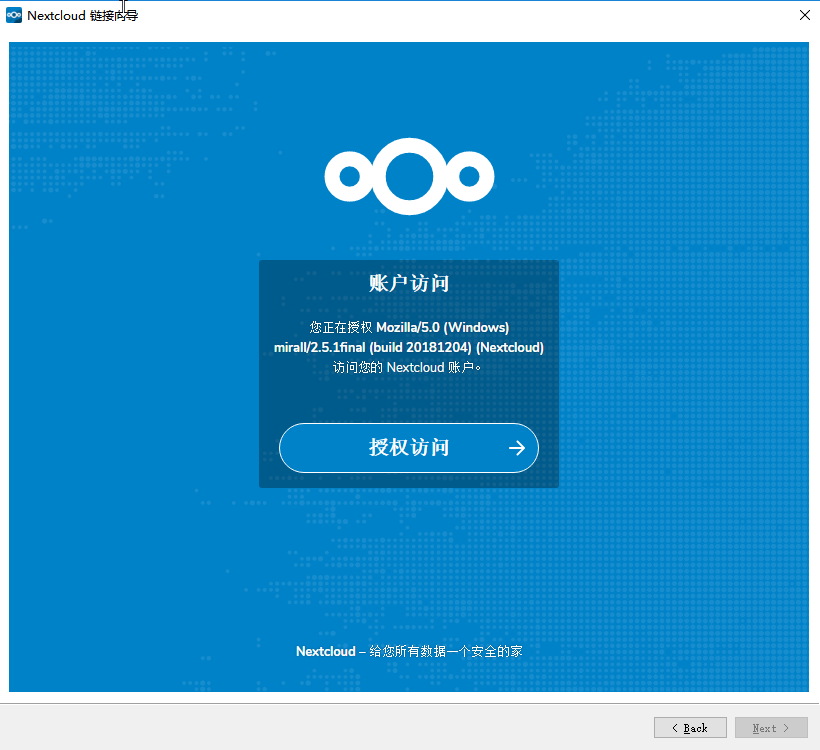 Nextcloud 链接向导
账户访问
您正在授权 Mozilla/5.0 (Windows)
mirall/2.5.1final (build 20181204) (Nextcloud)
访问您的 Nextcloud 账户。
授权访问
Nextcloud – 给您所有数据一个安全的家
< Back
Next >